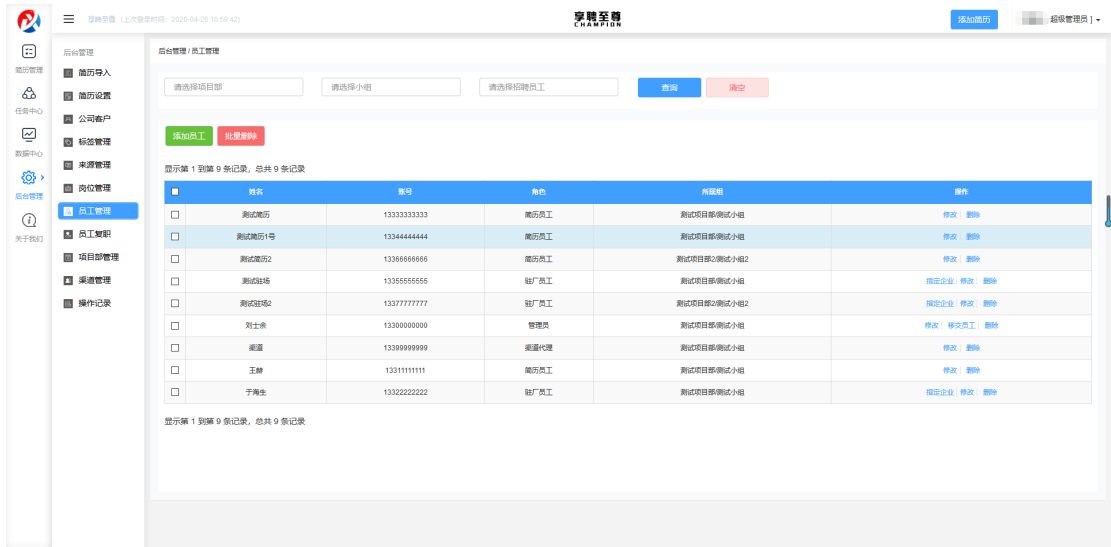 享聘至尊 (上次登录时间: 2020-04-28 10:59:42)
享聘至尊
CHAMPION
添加简历
超级管理员 ]
简历管理
任务中心
数据中心
后台管理
关于我们
后台管理
简历导入
简历设置
公司客户
标签管理
来源管理
岗位管理
员工管理
员工复职
项目部管理
渠道管理
操作记录
后台管理 / 员工管理
请选择项目部 请选择小组 请选择招聘员工 查询 清空
添加员工 批量删除
显示第 1 到第 9 条记录，总共 9 条记录
姓名 账号 角色 所属组 操作
测试简历 13333333333 简历员工 测试项目部/测试小组 修改 | 删除
测试简历1号 13344444444 简历员工 测试项目部/测试小组 修改 | 删除
测试简历2 13366666666 简历员工 测试项目部2/测试小组2 修改 | 删除
测试驻场 13355555555 驻厂员工 测试项目部/测试小组 指定企业 | 修改 | 删除
测试驻场2 13377777777 驻厂员工 测试项目部2/测试小组2 指定企业 | 修改 | 删除
刘士余 13300000000 管理员 测试项目部/测试小组 修改 | 移交员工 | 删除
渠道 13399999999 渠道代理 测试项目部/测试小组 修改 | 删除
王赫 13311111111 简历员工 测试项目部/测试小组 修改 | 删除
于海生 13322222222 驻厂员工 测试项目部/测试小组 指定企业 | 修改 | 删除
显示第 1 到第 9 条记录，总共 9 条记录